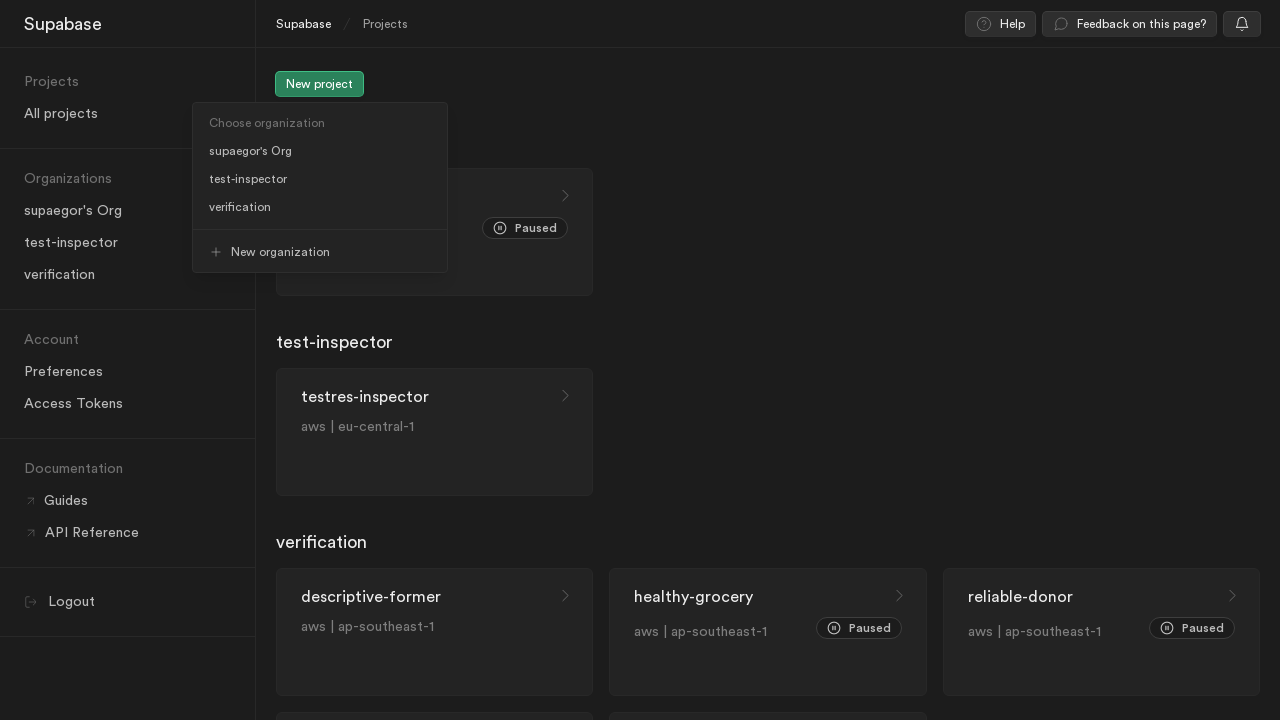 Supabase
Supabase / Projects
Help
Feedback on this page?
Projects
All projects
Organizations
supaegor's Org
test-inspector
verification
Account
Preferences
Access Tokens
Documentation
Guides
API Reference
Logout
New project
Choose organization
supaegor's Org
test-inspector
verification
New organization
Paused
test-inspector
testres-inspector
aws | eu-central-1
verification
descriptive-former
aws | ap-southeast-1
healthy-grocery
aws | ap-southeast-1
Paused
reliable-donor
aws | ap-southeast-1
Paused